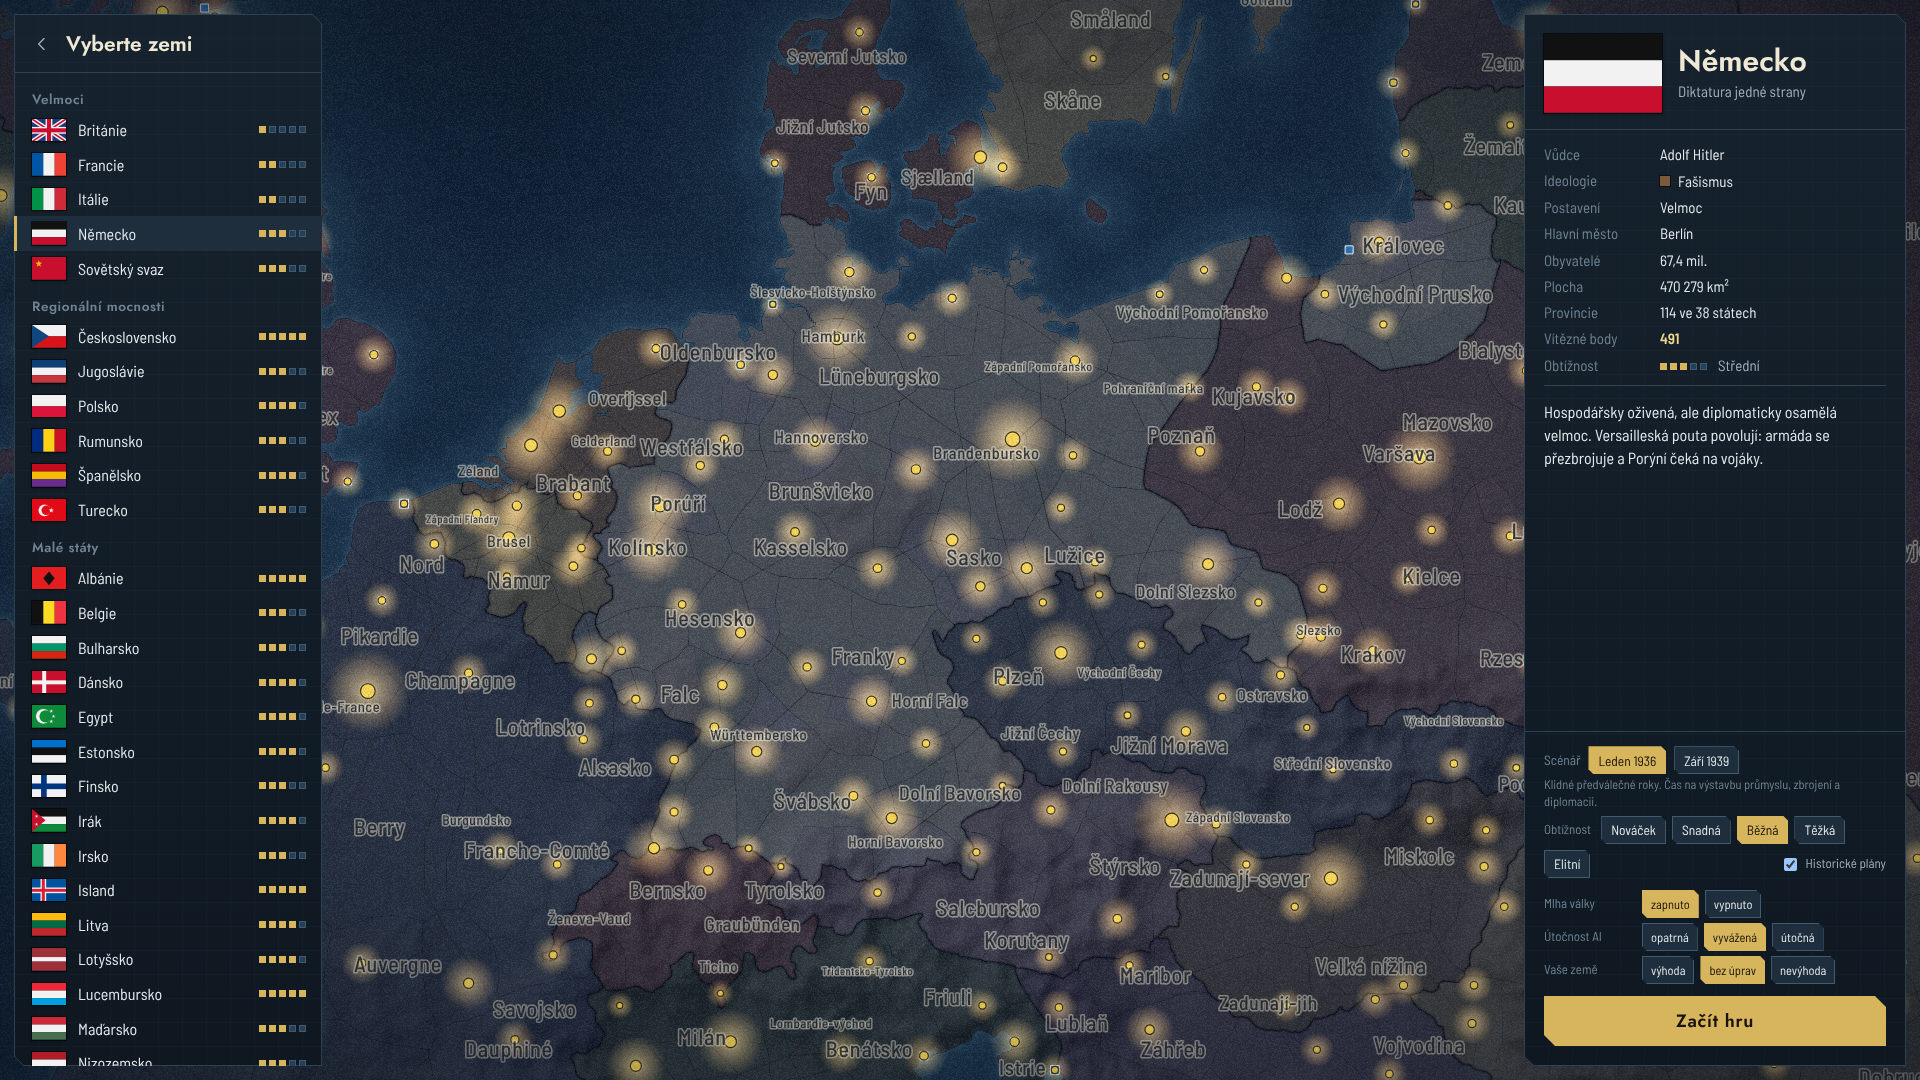 Vyberte zemi
Velmoci
Británie
Francie
Itálie
Německo
Sovětský svaz
Regionální mocnosti
Československo
Jugoslávie
Polsko
Rumunsko
Španělsko
Turecko
Malé státy
Albánie
Belgie
Bulharsko
Dánsko
Egypt
Estonsko
Finsko
Irák
Irsko
Island
Litva
Lotyšsko
Lucembursko
Maďarsko
Nizozemsko
Småland
Severní Jutsko
Skåne
Jižní Jutsko
Sjælland
Fyn
Královec
Šlesvicko-Holštýnsko
Východní Prusko
Východní Pomořansko
Hamburk
Oldenbursko
Západní Pomořansko
Lüneburgsko
Pohraniční marka
Kujavsko
Overijssel
Mazovsko
Gelderland
Westfálsko
Hannoversko
Poznaň
Brandenbursko
Varšava
Zéland
Brabant
Brunšvicko
Porúří
Lodž
Západní Flandry
Brusel
Kolínsko
Kasselsko
Sasko
Lužice
Nord
Namur
Kielce
Dolní Slezsko
Hesensko
Slezsko
Pikardie
Franky
Krakov
Plzeň
Východní Čechy
Champagne
Falc
Horní Falc
Ostravsko
Lotrinsko
Württembersko
Jižní Čechy
Jižní Morava
Východní Slovensko
Alsasko
Střední Slovensko
Švábsko
Dolní Bavorsko
Dolní Rakousy
Burgundsko
Berry
Západní Slovensko
Horní Bavorsko
Franche-Comté
Štýrsko
Miskolc
Bernsko
Tyrolsko
Zadunají-sever
Ženeva-Vaud
Graubünden
Salcbursko
Korutany
Auvergne
Ticino
Tridentsko-Tyrolsko
Maribor
Velká nížina
Savojsko
Friuli
Zadunají-jih
Lombardie-východ
Lublaň
Milán
Dauphiné
Benátsko
Záhřeb
Vojvodina
Istrie
Německo
Diktatura jedné strany
Vůdce Adolf Hitler
Ideologie Fašismus
Postavení Velmoc
Hlavní město Berlín
Obyvatelé 67,4 mil.
Plocha 470 279 km²
Provincie 114 ve 38 státech
Vítězné body 491
Obtížnost Střední
Hospodářsky oživená, ale diplomaticky osamělá
velmoc. Versailleská pouta povolují: armáda se
přezbrojuje a Porýní čeká na vojáky.
Scénář Leden 1936 Září 1939
Klidné předválečné roky. Čas na výstavbu průmyslu, zbrojení a
diplomacii.
Obtížnost Nováček Snadná Běžná Těžká
Elitní Historické plány
Mlha války zapnuto vypnuto
Útočnost AI opatrná vyvážená útočná
Vaše země výhoda bez úprav nevýhoda
Začít hru